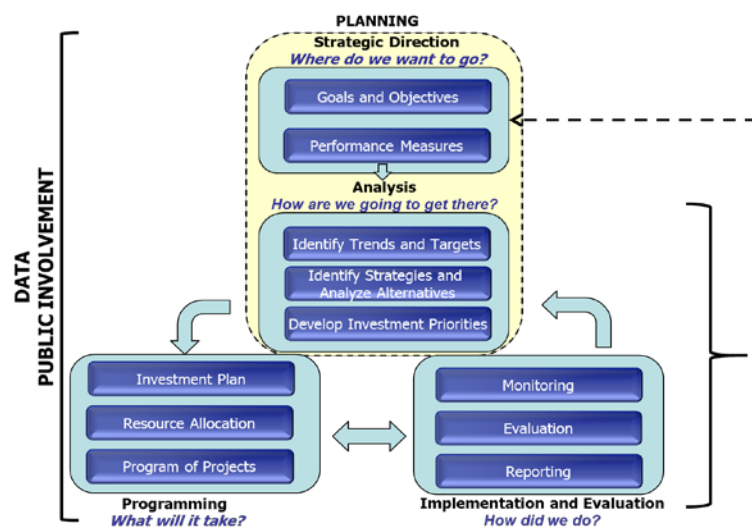 PLANNING
Strategic Direction
Where do we want to go?
Goals and Objectives
Performance Measures
Analysis
How are we going to get there?
Identify Trends and Targets
Identify Strategies and
Analyze Alternatives
Develop Investment Priorities
DATA
PUBLIC INVOLVEMENT
Investment Plan
Resource Allocation
Program of Projects
Programming
What will it take?
Monitoring
Evaluation
Reporting
Implementation and Evaluation
How did we do?